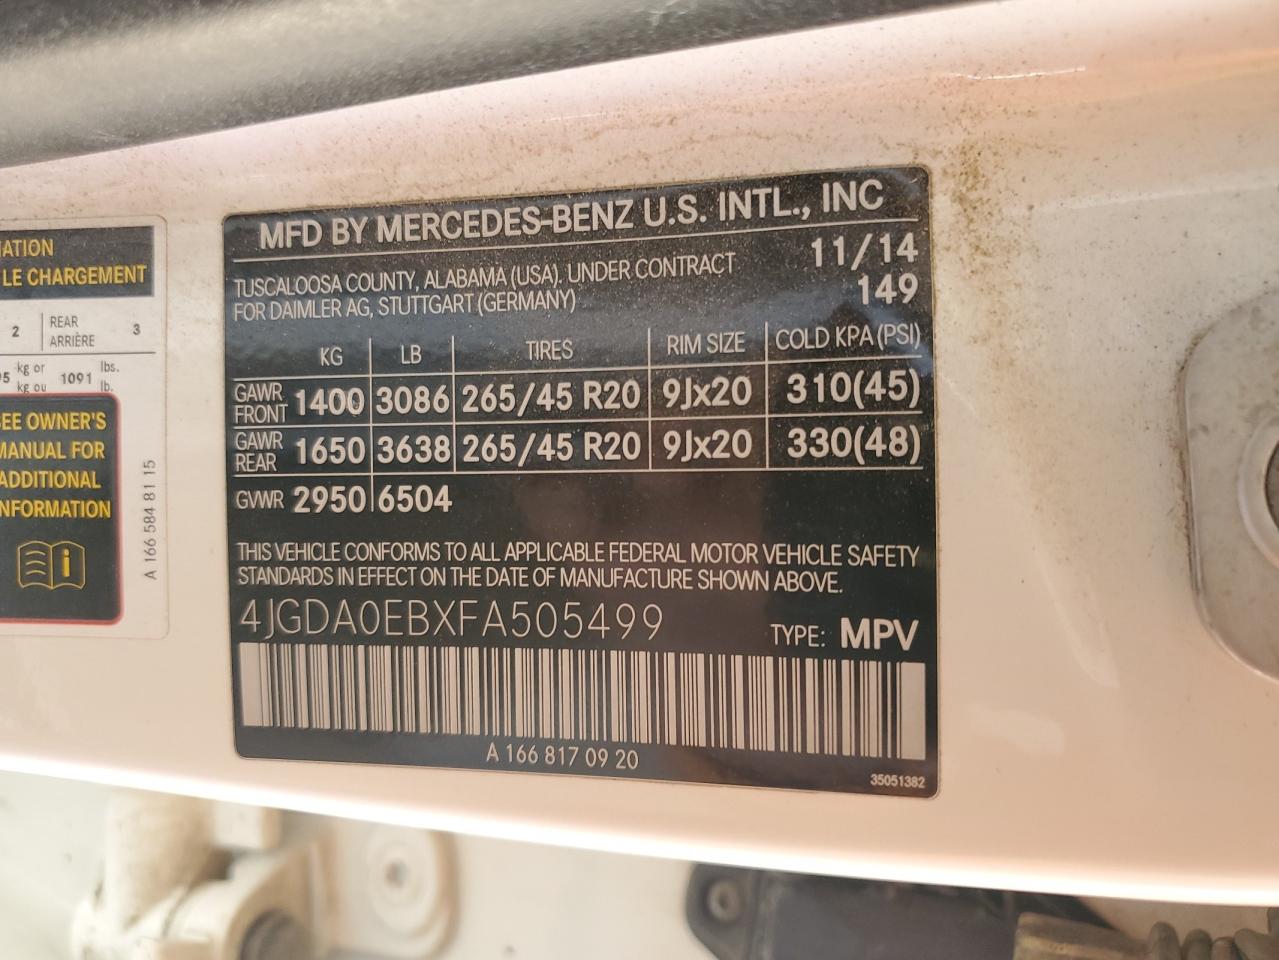 MFD BY MERCEDES-BENZ U.S. INTL., INC
TUSCALOOSA COUNTY, ALABAMA (USA). UNDER CONTRACT 11/14
FOR DAIMLER AG, STUTTGART (GERMANY) 149
KG LB TIRES RIM SIZE COLD KPA (PSI)
GAWR FRONT 1400 3086 265/45 R20 9Jx20 310(45)
GAWR REAR 1650 3638 265/45 R20 9Jx20 330(48)
GVWR 2950 6504
THIS VEHICLE CONFORMS TO ALL APPLICABLE FEDERAL MOTOR VEHICLE SAFETY
STANDARDS IN EFFECT ON THE DATE OF MANUFACTURE SHOWN ABOVE.
4JGDA0EBXFA505499 TYPE: MPV
A 166 817 09 20
35051382
LE CHARGEMENT
2 REAR 3
ARRIÈRE
kg or lbs.
kg ou 1091 lb.
OWNER'S
MANUAL FOR
ADDITIONAL
INFORMATION
A 166 584 81 15